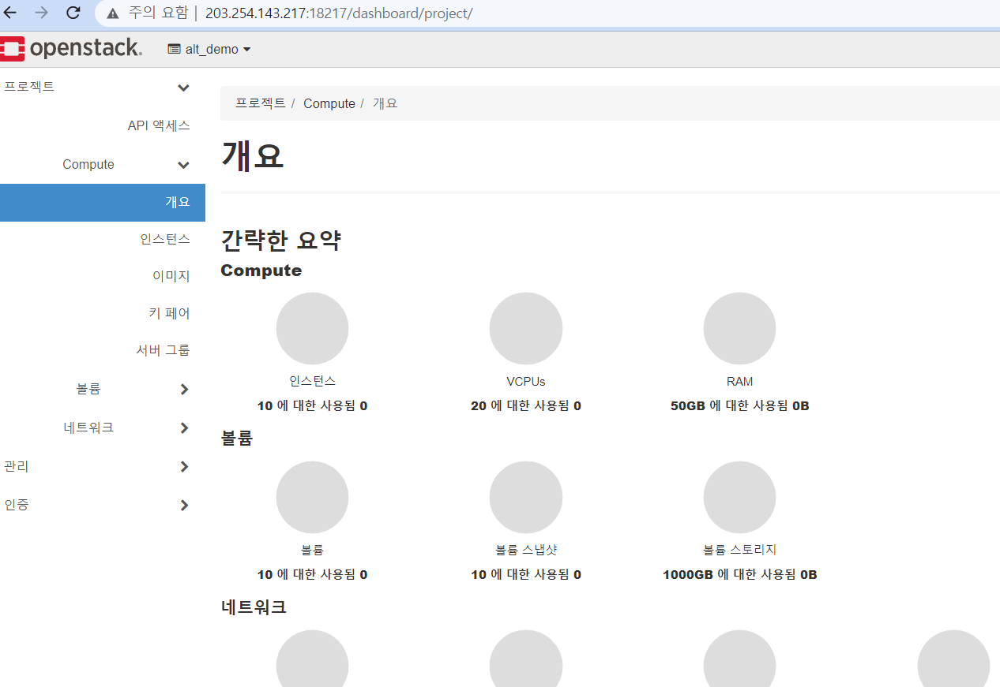 주의 요함 | 203.254.143.217:18217/dashboard/project/
openstack.
alt_demo
프로젝트
API 액세스
Compute
개요
인스턴스
이미지
키 페어
서버 그룹
볼륨
네트워크
관리
인증
프로젝트 / Compute / 개요
개요
간략한 요약
Compute
인스턴스 VCPUs RAM
10 에 대한 사용됨 0 20 에 대한 사용됨 0 50GB 에 대한 사용됨 0B
볼륨
볼륨 볼륨 스냅샷 볼륨 스토리지
10 에 대한 사용됨 0 10 에 대한 사용됨 0 1000GB 에 대한 사용됨 0B
네트워크